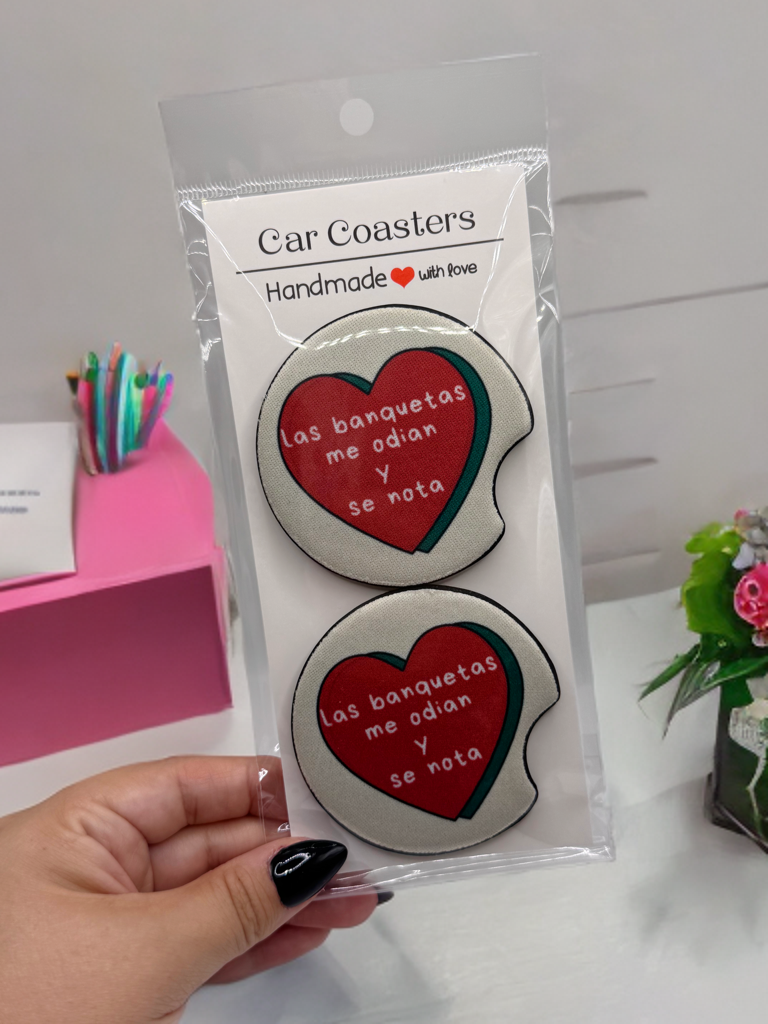 Car Coasters
Handmade ❤ with love
las banquetas
me odian
y
se nota
las banquetas
me odian
y
se nota